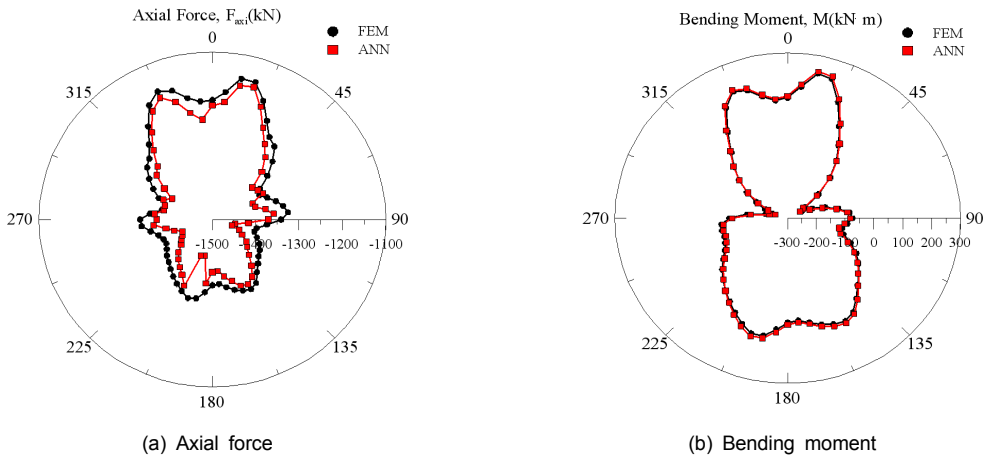 Axial Force, Faxi(kN)
FEM
ANN
0
45
90
135
180
225
270
315
-1500 -1400 -1300 -1200 -1100
(a) Axial force
Bending Moment, M(kN·m)
FEM
ANN
0
45
90
135
180
225
270
315
-300 -200 -100 0 100 200 300
(b) Bending moment